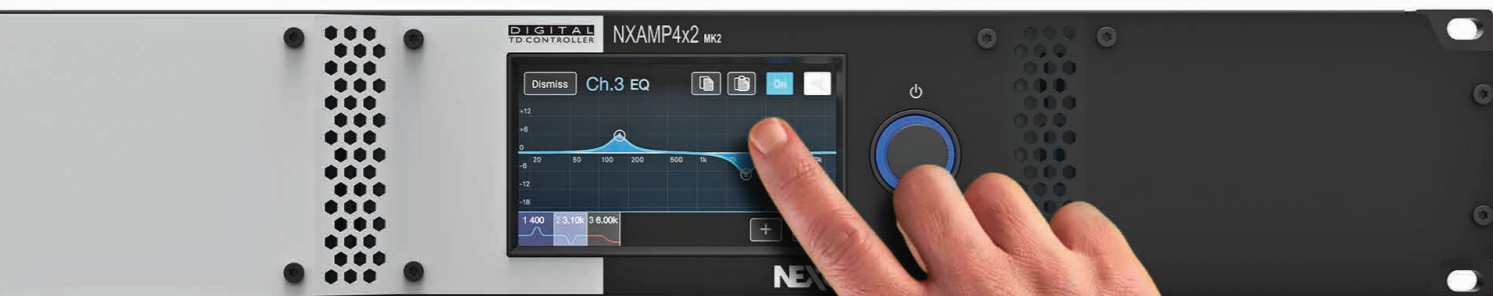 DIGITAL
TD CONTROLLER
NXAMP4x2 MK2
Dismiss
Ch.3 EQ
On
+12
+6
0
-6
-12
-18
20 50 100 200 500 1k
1 400 2 3.10k 3 6.00k
+
NEX